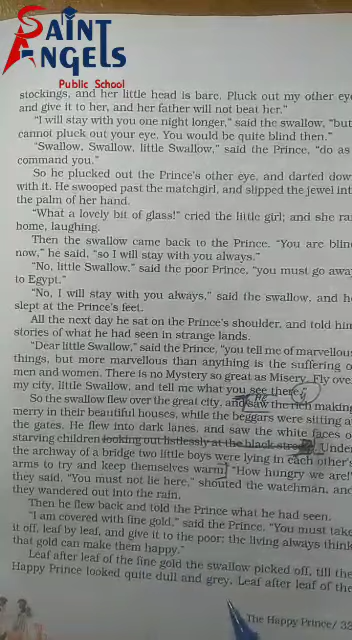 SAINT
ANGELS
Public School
stockings, and her little head is bare. Pluck out my other eye
and give it to her, and her father will not beat her."
"I will stay with you one night longer," said the swallow, "but
cannot pluck out your eye. You would be quite blind then."
"Swallow, Swallow, little Swallow," said the Prince, "do as
command you."
So he plucked out the Prince's other eye, and darted dow
with it. He swooped past the matchgirl, and slipped the jewel int
the palm of her hand.
"What a lovely bit of glass!" cried the little girl; and she ra
home, laughing.
Then the swallow came back to the Prince. "You are blin
now," he said, "so I will stay with you always."
"No, little Swallow," said the poor Prince, "you must go awa
to Egypt."
"No, I will stay with you always," said the swallow, and h
slept at the Prince's feet.
All the next day he sat on the Prince's shoulder, and told him
stories of what he had seen in strange lands.
"Dear little Swallow," said the Prince, "you tell me of marvellous
things, but more marvellous than anything is the suffering o
men and women. There is no Mystery so great as Misery. Fly over
my city, little Swallow, and tell me what you see there."
So the swallow flew over the great city, and saw the rich making
merry in their beautiful houses, while the beggars were sitting a
the gates. He flew into dark lanes, and saw the white faces o
starving children looking out listlessly at the black streets. Under
the archway of a bridge two little boys were lying in each other's
arms to try and keep themselves warm. "How hungry we are!"
they said. "You must not lie here," shouted the watchman, and
they wandered out into the rain.
Then he flew back and told the Prince what he had seen.
"I am covered with fine gold," said the Prince. "You must take
it off, leaf by leaf, and give it to the poor; the living always think
that gold can make them happy."
Leaf after leaf of the fine gold the swallow picked off, till the
Happy Prince looked quite dull and grey. Leaf after leaf of the
The Happy Prince/ 33